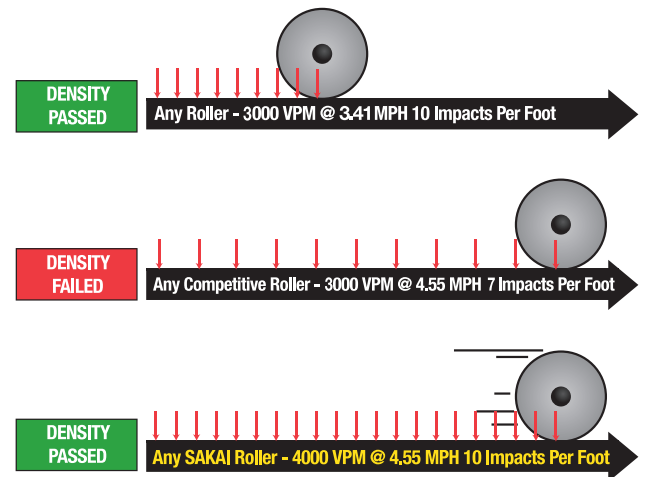 DENSITY
PASSED
Any Roller - 3000 VPM @ 3.41 MPH 10 Impacts Per Foot
DENSITY
FAILED
Any Competitive Roller - 3000 VPM @ 4.55 MPH 7 Impacts Per Foot
DENSITY
PASSED
Any SAKAI Roller - 4000 VPM @ 4.55 MPH 10 Impacts Per Foot